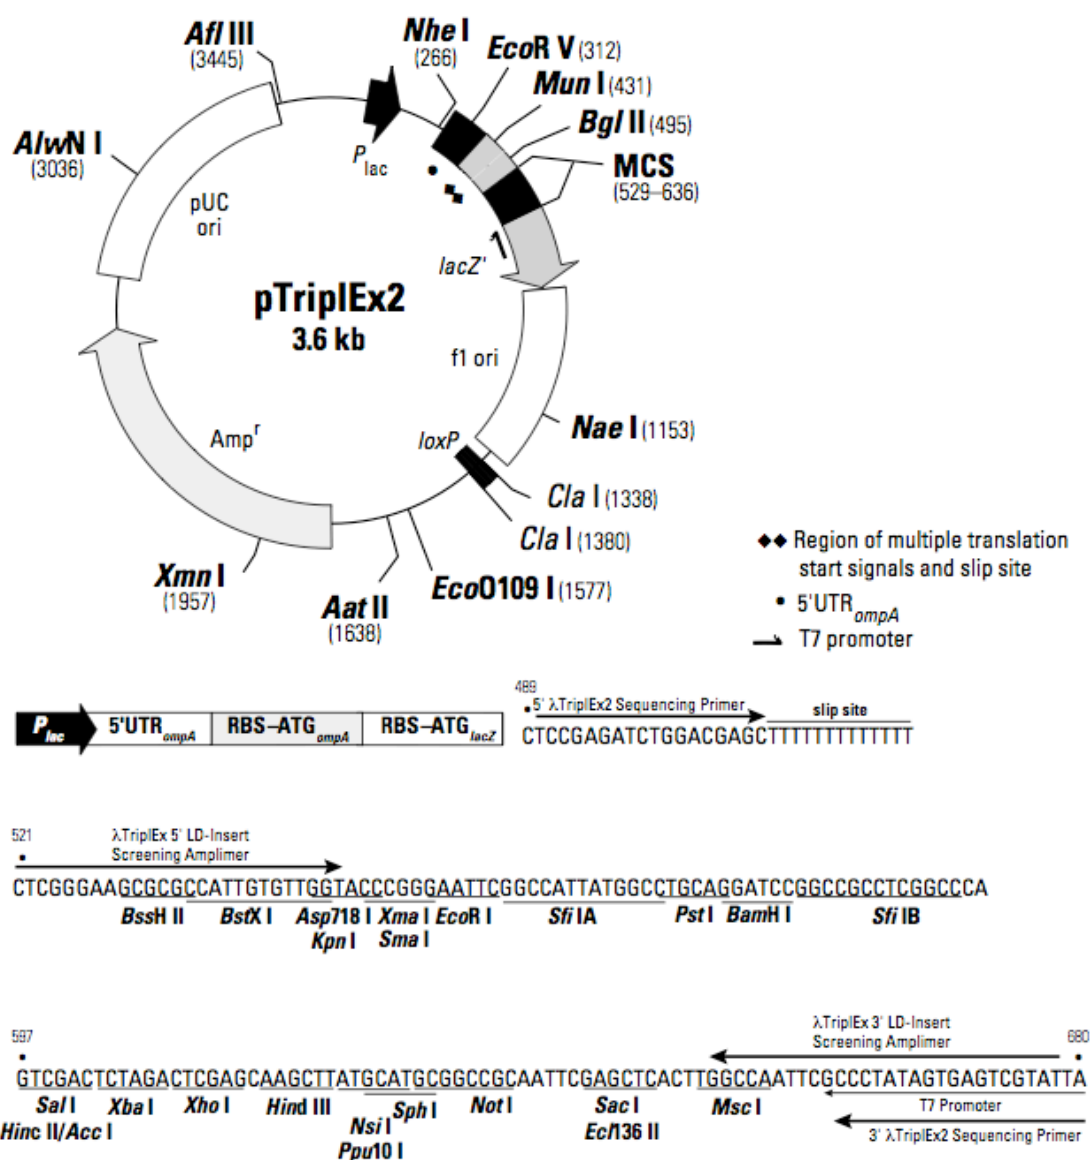 Afl III
(3445)
Nhe I
(266)
EcoR V (312)
Mun I (431)
Bgl II (495)
MCS
(529–636)
AlwN I
(3036)
Plac
pUC
ori
lacZ'
pTriplEx2
3.6 kb
f1 ori
Ampr
loxP
Nae I (1153)
Cla I (1338)
Cla I (1380)
Xmn I
(1957)
Aat II
(1638)
EcoO109 I (1577)
◆◆ Region of multiple translation
start signals and slip site
• 5'UTRompA
T7 promoter
489
5' λTriplEx2 Sequencing Primer
slip site
Plac 5'UTRompA RBS–ATGompA RBS–ATGlacZ
CTCCGAGATCTGGACGAGCTTTTTTTTTTTTT
521
λTriplEx 5' LD-Insert
Screening Amplimer
CTCGGGAAGCGCGCCATTGTGTTGGTACCCGGGAATTCGGCCATTATGGCCTGCAGGATCCGGCCGCCTCGGCCCA
BssH II BstX I Asp718 I Xma I EcoR I Sfi IA Pst I BamH I Sfi IB
Kpn I Sma I
597
λTriplEx 3' LD-Insert
Screening Amplimer
680
GTCGACTCTAGACTCGAGCAAGCTTATGCATGCGGCCGCAATTCGAGCTCACTTGGCCAATTCGCCCTATAGTGAGTCGTATTA
Sal I Xba I Xho I Hind III Sph I Not I Sac I Msc I T7 Promoter
Hinc II/Acc I Nsi I Ecl136 II
Ppu10 I
3' λTriplEx2 Sequencing Primer